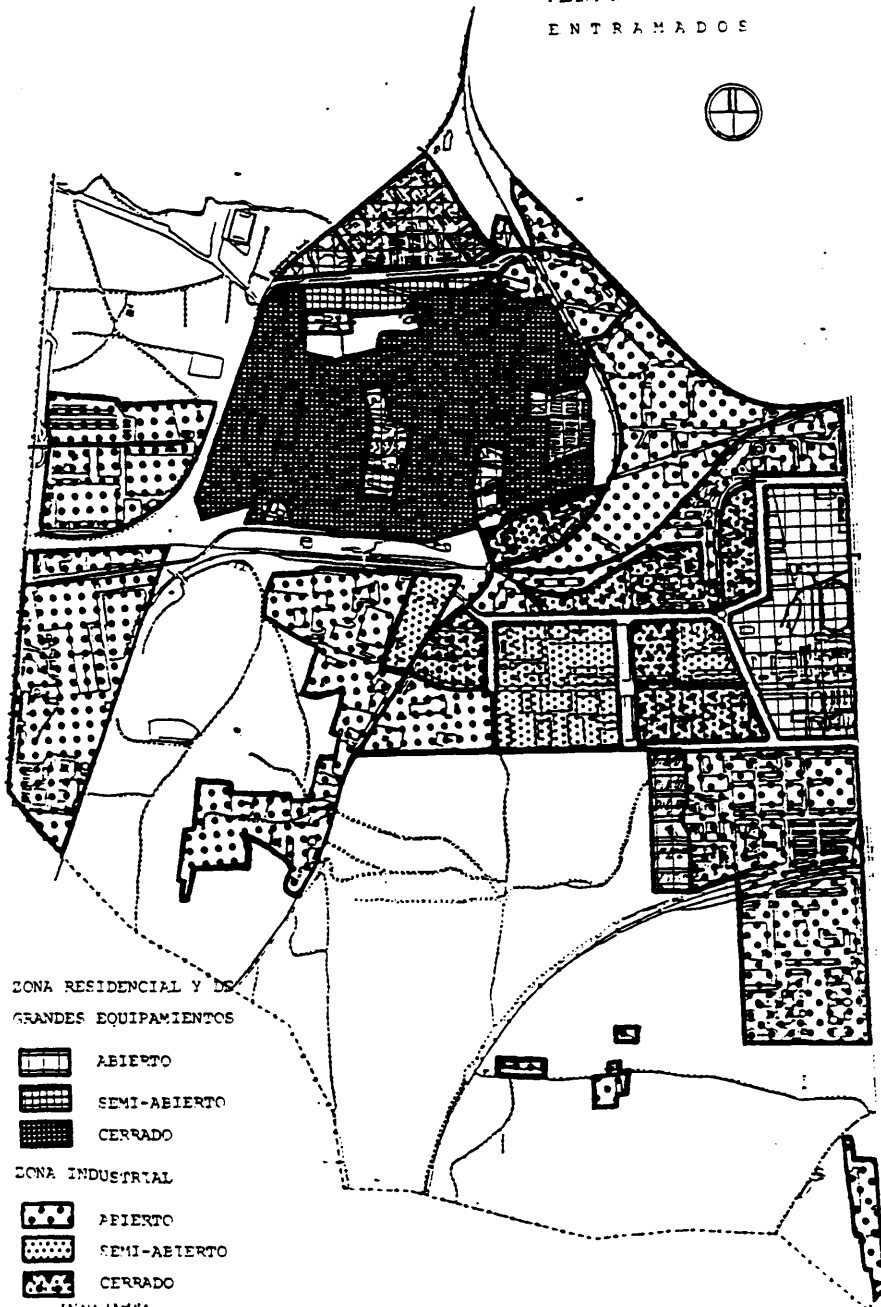 ENTRAMADOS
ZONA RESIDENCIAL Y DE
GRANDES EQUIPAMIENTOS
ABIERTO
SEMI-ABIERTO
CERRADO
ZONA INDUSTRIAL
ABIERTO
SEMI-ABIERTO
CERRADO